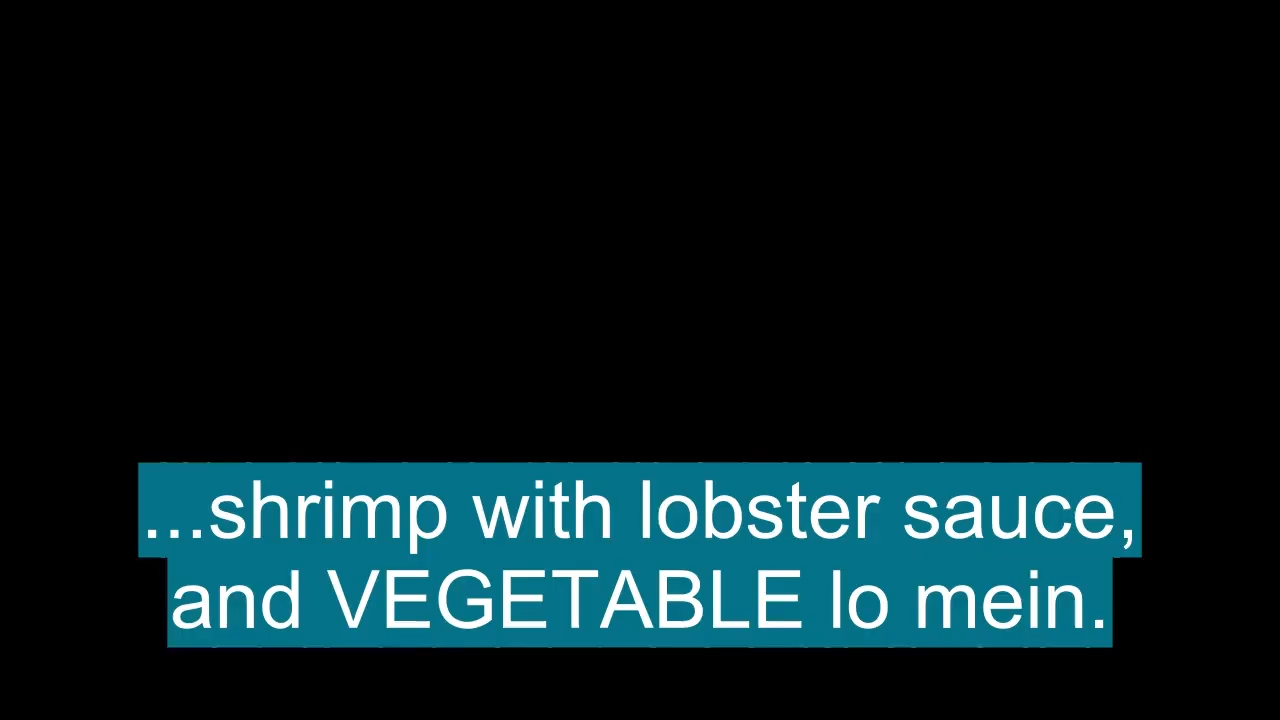 ...shrimp with lobster sauce,
and VEGETABLE lo mein.